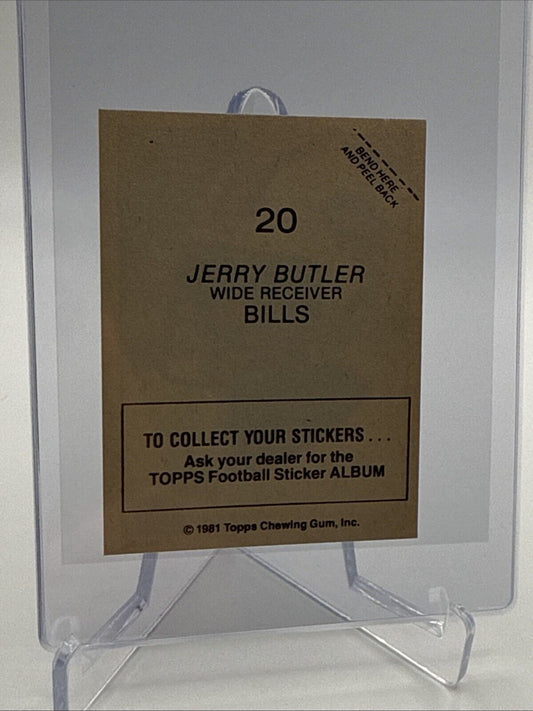 BEND HERE
AND PEEL BACK
20
JERRY BUTLER
WIDE RECEIVER
BILLS
TO COLLECT YOUR STICKERS...
Ask your dealer for the
TOPPS Football Sticker ALBUM
© 1981 Topps Chewing Gum, Inc.